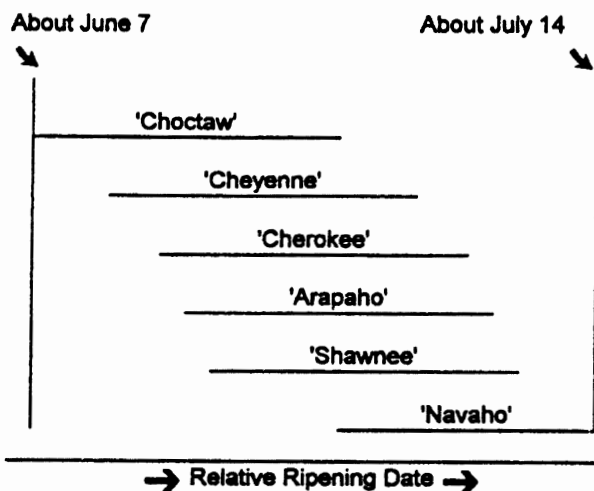 About June 7
About July 14
'Choctaw'
'Cheyenne'
'Cherokee'
'Arapaho'
'Shawnee'
'Navaho'
Relative Ripening Date